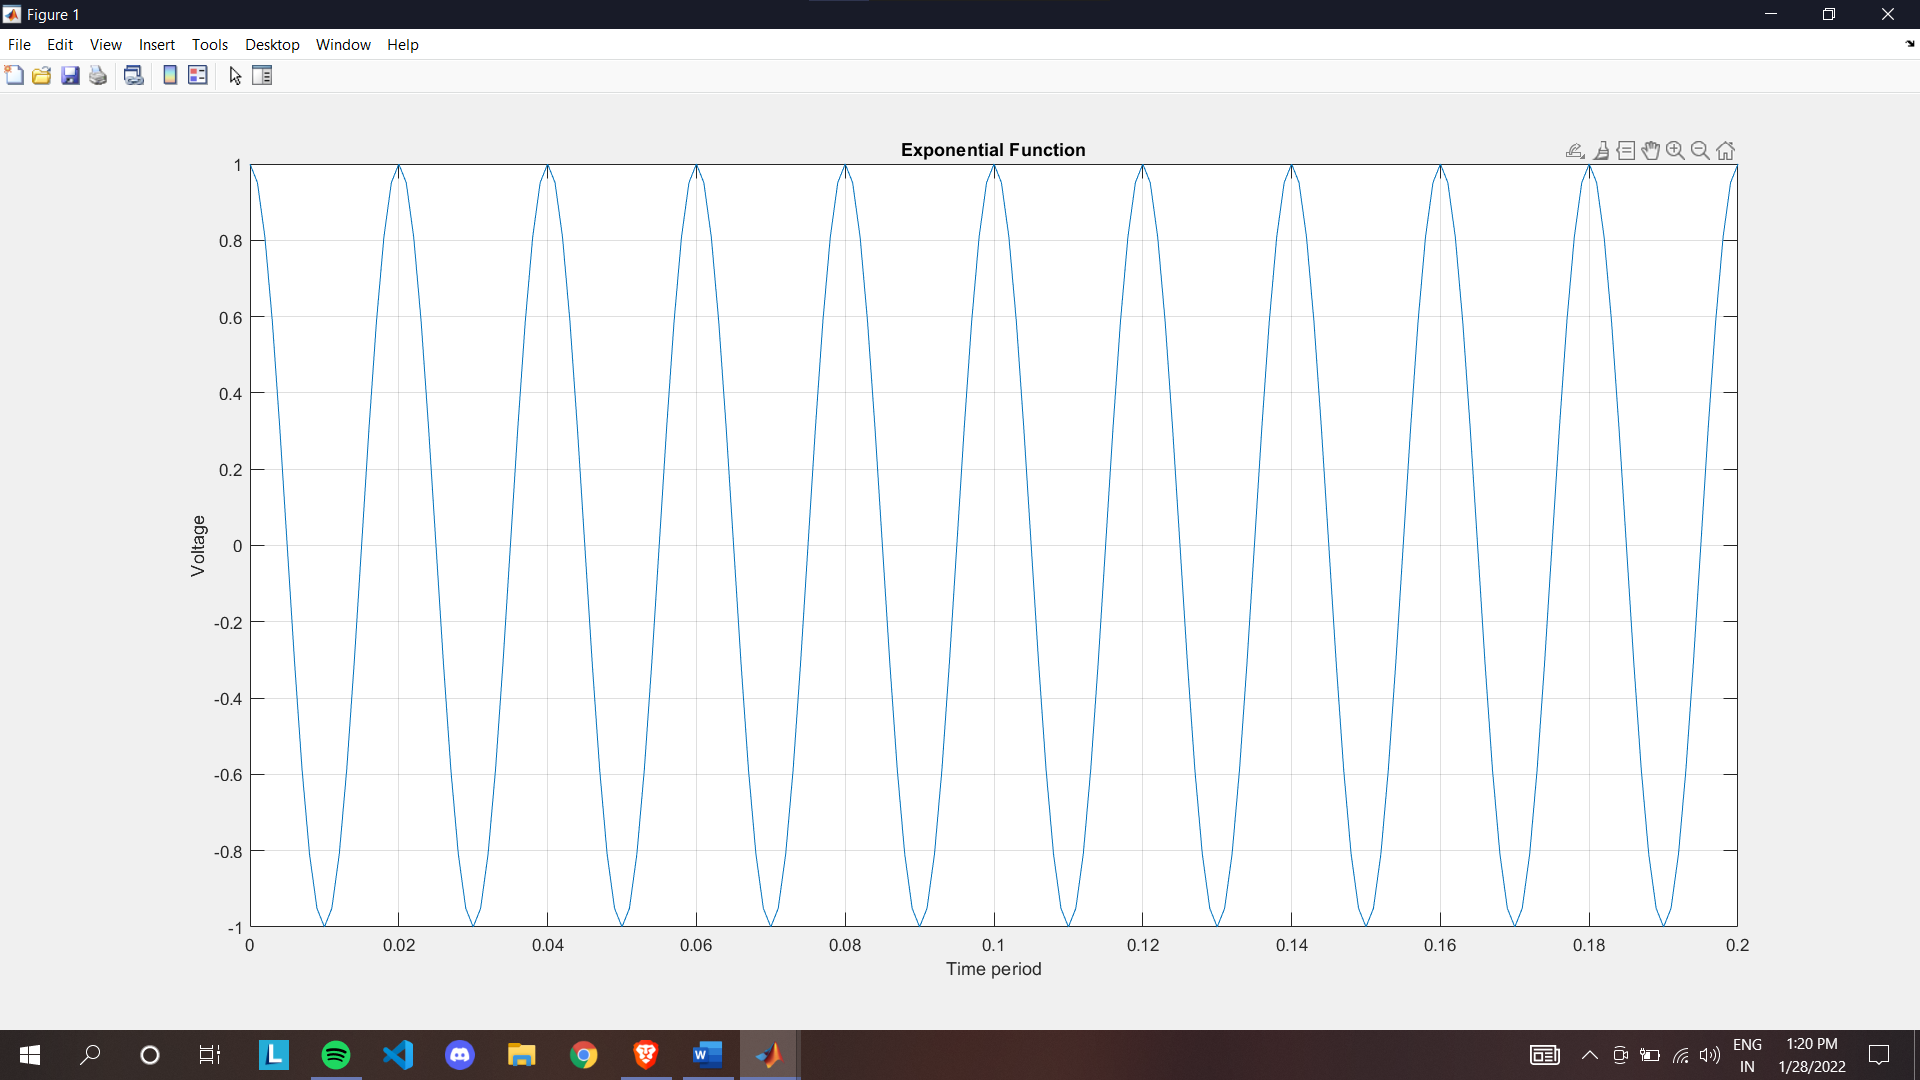 Figure 1
File Edit View Insert Tools Desktop Window Help
Exponential Function
1
0.8
0.6
0.4
0.2
0
-0.2
-0.4
-0.6
-0.8
-1
Voltage
0 0.02 0.04 0.06 0.08 0.1 0.12 0.14 0.16 0.18 0.2
Time period
L
W
ENG
IN
1:20 PM
1/28/2022